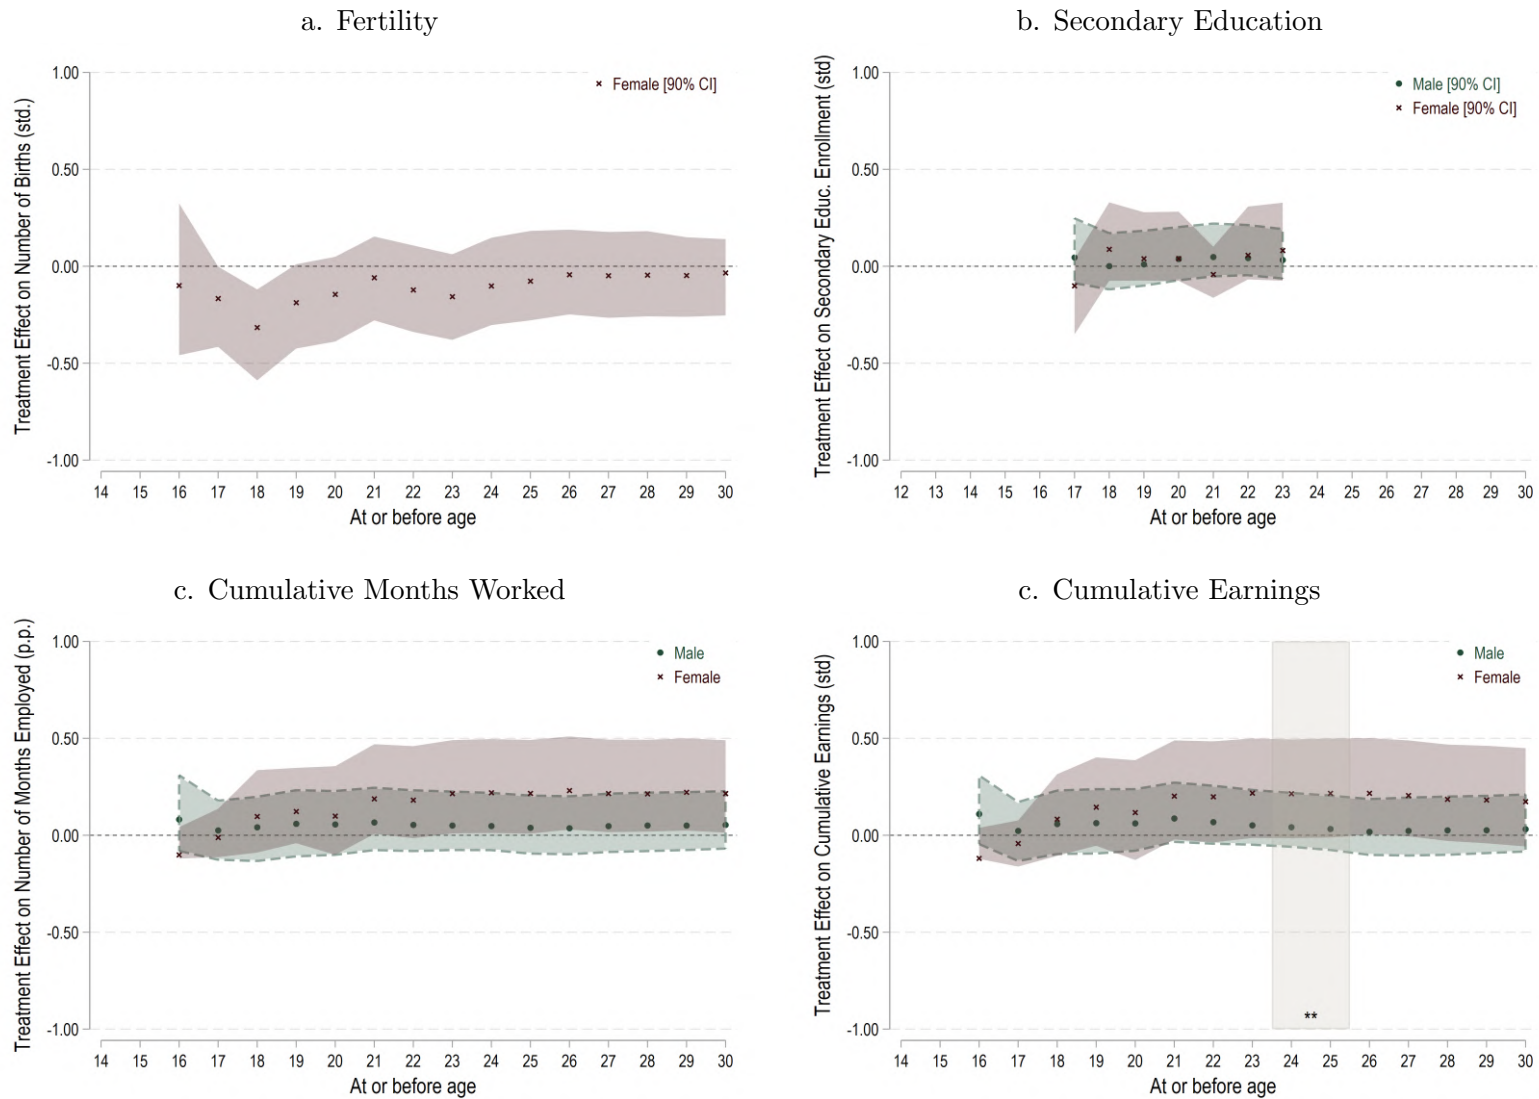 a. Fertility
Treatment Effect on Number of Births (std.)
1.00
0.50
0.00
-0.50
-1.00
× Female [90% CI]
14 15 16 17 18 19 20 21 22 23 24 25 26 27 28 29 30
At or before age
b. Secondary Education
Treatment Effect on Secondary Educ. Enrollment (std)
1.00
0.50
0.00
-0.50
-1.00
Male [90% CI]
× Female [90% CI]
12 13 14 15 16 17 18 19 20 21 22 23 24 25 26 27 28 29 30
At or before age
c. Cumulative Months Worked
Treatment Effect on Number of Months Employed (p.p.)
1.00
0.50
0.00
-0.50
-1.00
Male
× Female
14 15 16 17 18 19 20 21 22 23 24 25 26 27 28 29 30
At or before age
c. Cumulative Earnings
Treatment Effect on Cumulative Earnings (std)
1.00
0.50
0.00
-0.50
-1.00
Male
× Female
**
14 15 16 17 18 19 20 21 22 23 24 25 26 27 28 29 30
At or before age